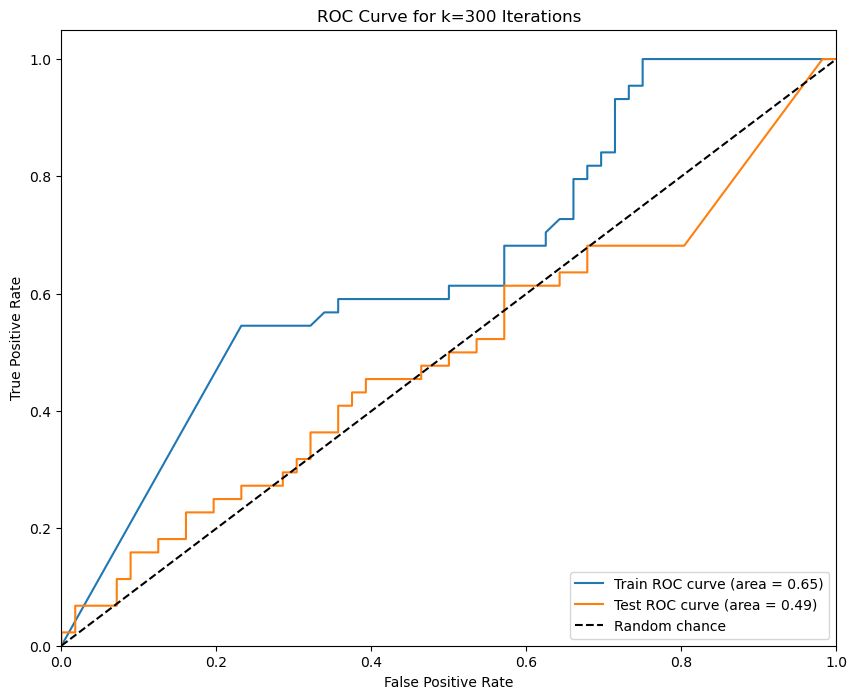 ROC Curve for k=300 Iterations
True Positive Rate
1.0
0.8
0.6
0.4
0.2
0.0
Train ROC curve (area = 0.65)
Test ROC curve (area = 0.49)
Random chance
0.0 0.2 0.4 0.6 0.8 1.0
False Positive Rate